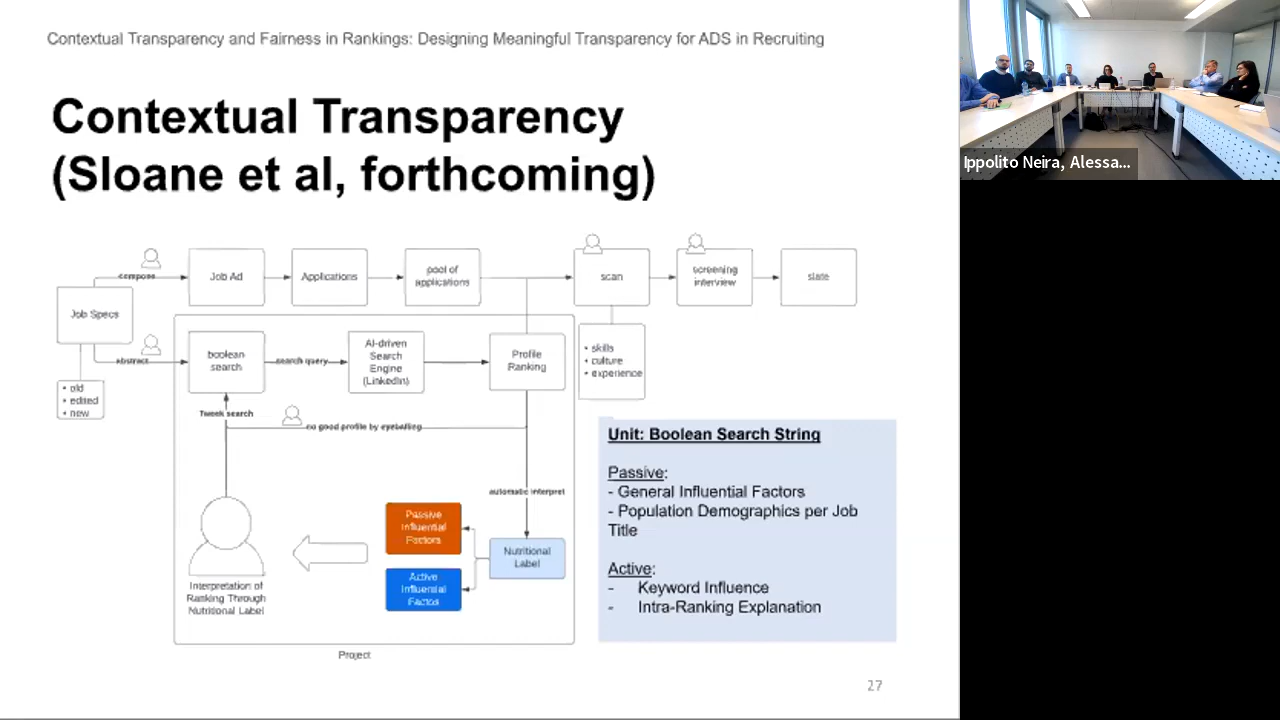 Contextual Transparency and Fairness in Rankings: Designing Meaningful Transparency for ADS in Recruiting
Contextual Transparency
(Sloane et al, forthcoming)
Ippolito Neira, Alessa...
compose
Job Ad
Applications
pool of
applications
scan
screening
interview
slate
Job Specs
abstract
boolean
search
search query
AI-driven
Search
Engine
(LinkedIn)
Profile
Ranking
• skills
• culture
• experience
• old
• edited
• new
Tweak search
no good profile by eyeballing
Unit: Boolean Search String
Passive:
- General Influential Factors
- Population Demographics per Job
Title
Active:
- Keyword Influence
- Intra-Ranking Explanation
automatic interpret
Passive
Influential
Factors
Nutritional
Label
Active
Influential
Factos
Interpretation of
Ranking Through
Nutritional Label
Project
27